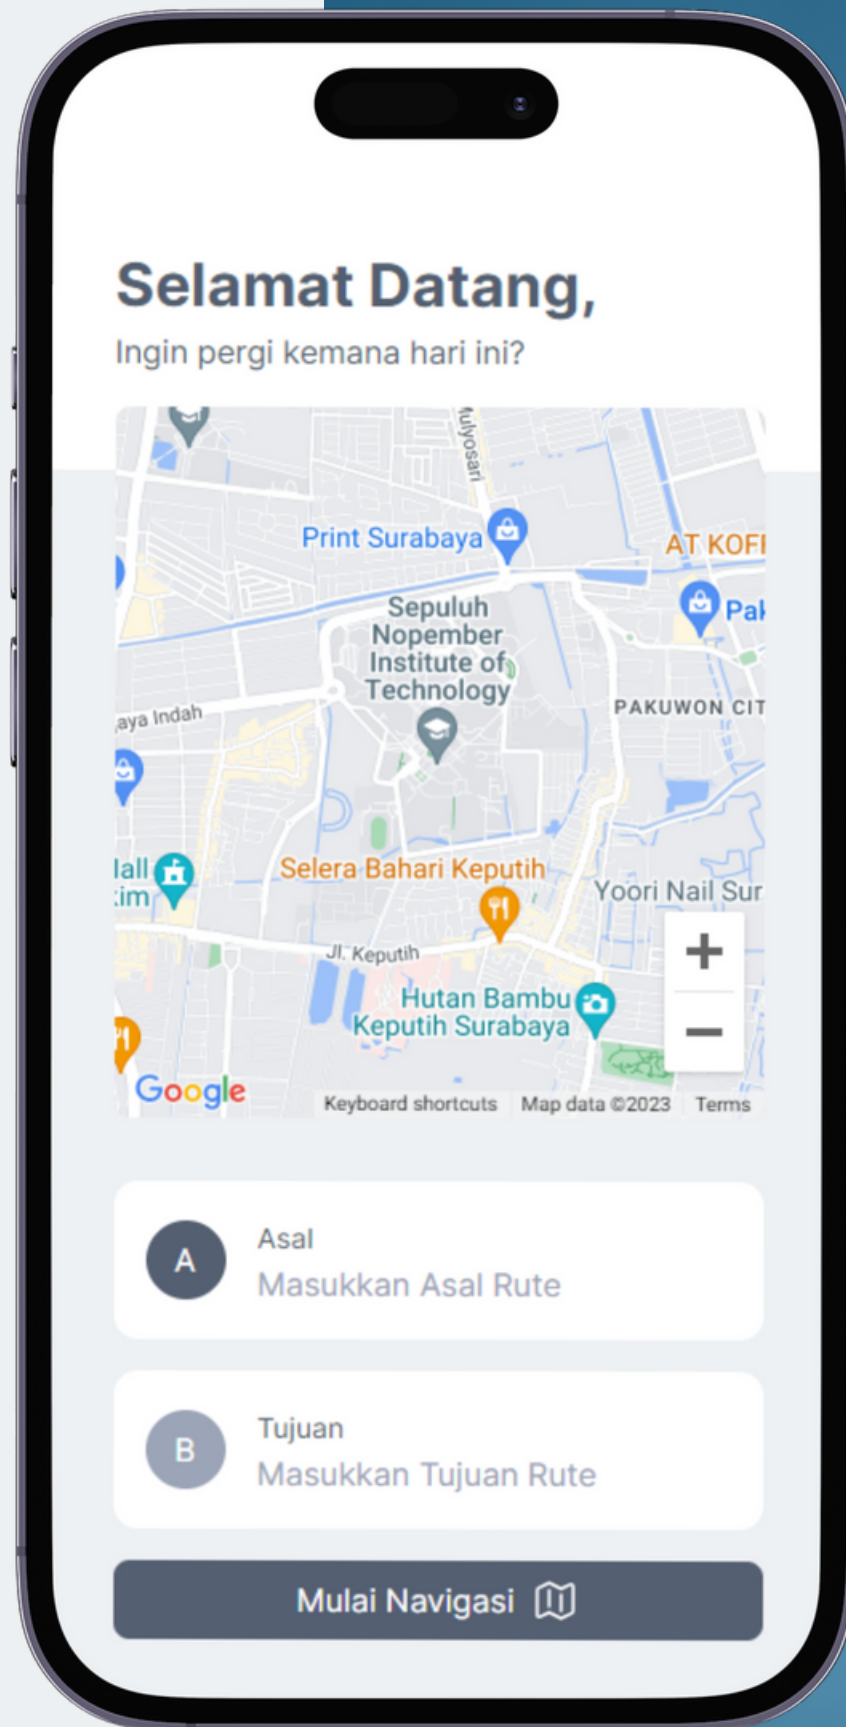 Selamat Datang,
Ingin pergi kemana hari ini?
Mulyosari
Print Surabaya
AT KOFI
Sepuluh
Nopember
Institute of
Technology
Pak
PAKUWON CIT
aya Indah
Selera Bahari Keputih
Yoori Nail Sur
Jl. Keputih
Hutan Bambu
Keputih Surabaya
+
−
Google
Keyboard shortcuts
Map data ©2023
Terms
A
Asal
Masukkan Asal Rute
B
Tujuan
Masukkan Tujuan Rute
Mulai Navigasi